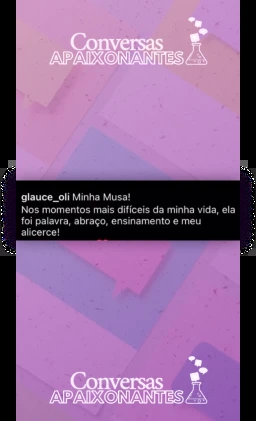 Conversas
APAIXONANTES
glauce_oli Minha Musa!
Nos momentos mais difíceis da minha vida, ela
foi palavra, abraço, ensinamento e meu
alicerce!
Conversas
APAIXONANTES